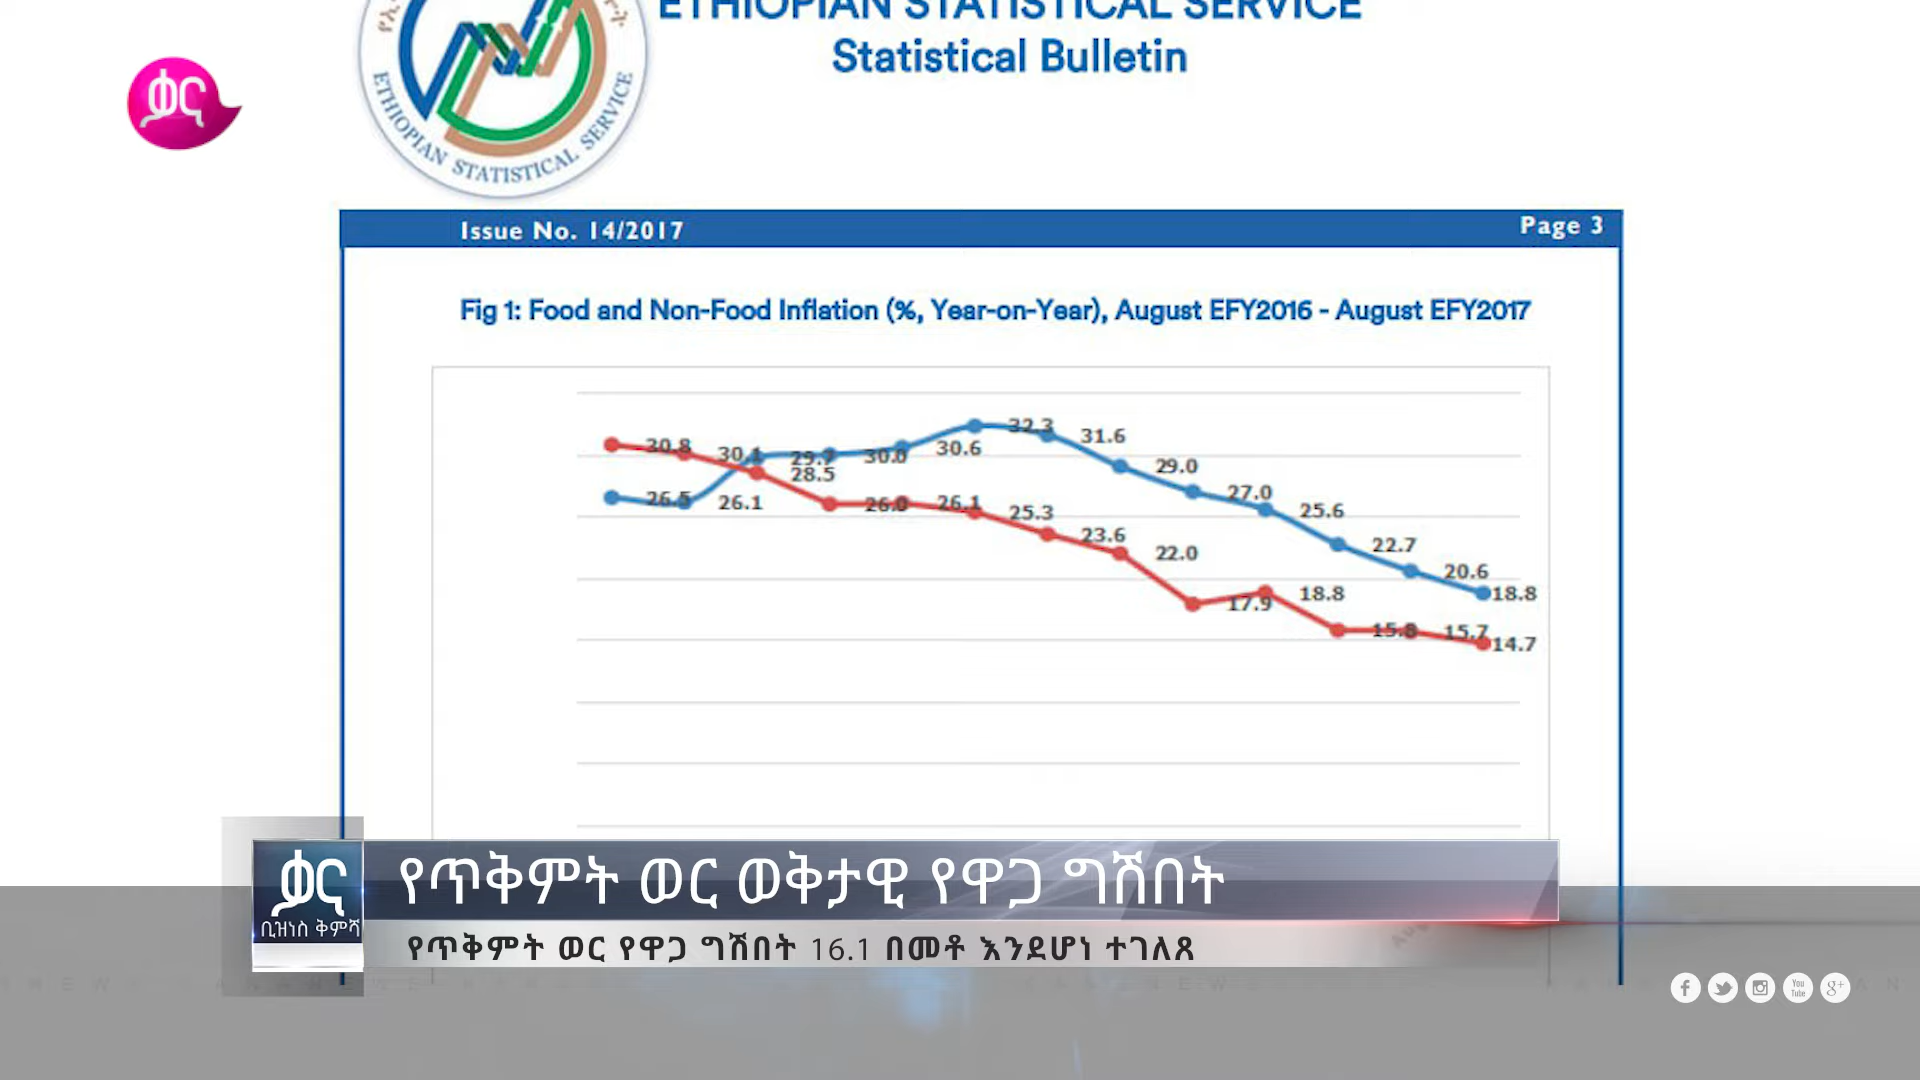 ETHIOPIAN STATISTICAL SERVICE
Statistical Bulletin
ቃና
ETHIOPIAN STATISTICAL SERVICE
Issue No. 14/2017
Page 3
Fig 1: Food and Non-Food Inflation (%, Year-on-Year), August EFY2016 - August EFY2017
30.8 30.1 29.7 30.0 30.6 32.3 31.6 29.0 27.0 25.6 22.7 20.6 18.8
26.5 26.1 28.5 26.0 26.1 25.3 23.6 22.0 17.9 18.8 15.8 15.7 14.7
ቃና
ቢዝነስ ቅምሻ
የጥቅምት ወር ወቅታዊ የዋጋ ግሽበት
የጥቅምት ወር የዋጋ ግሽበት 16.1 በመቶ እንደሆነ ተገለጸ
You
Tube
g+